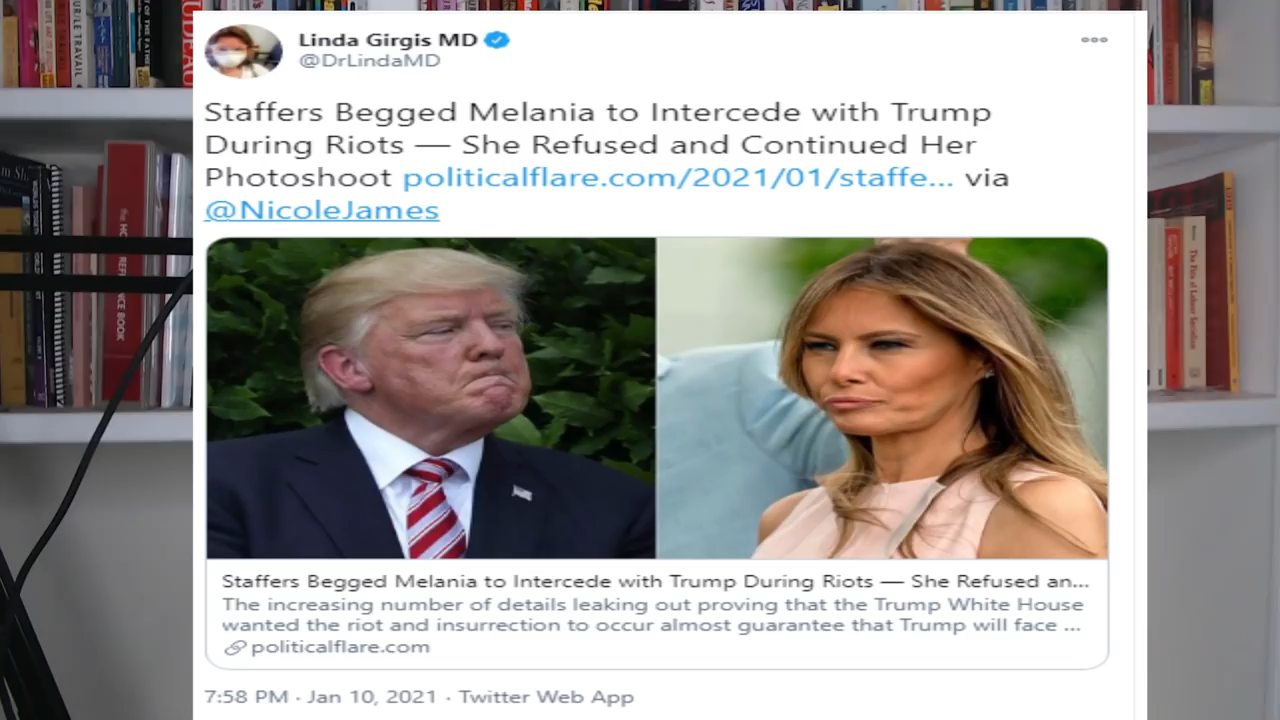 Linda Girgis MD
@DrLindaMD
Staffers Begged Melania to Intercede with Trump
During Riots — She Refused and Continued Her
Photoshoot politicalflare.com/2021/01/staffe... via
@NicoleJames
Staffers Begged Melania to Intercede with Trump During Riots — She Refused an...
The increasing number of details leaking out proving that the Trump White House
wanted the riot and insurrection to occur almost guarantee that Trump will face ...
politicalflare.com
7:58 PM · Jan 10, 2021 · Twitter Web App